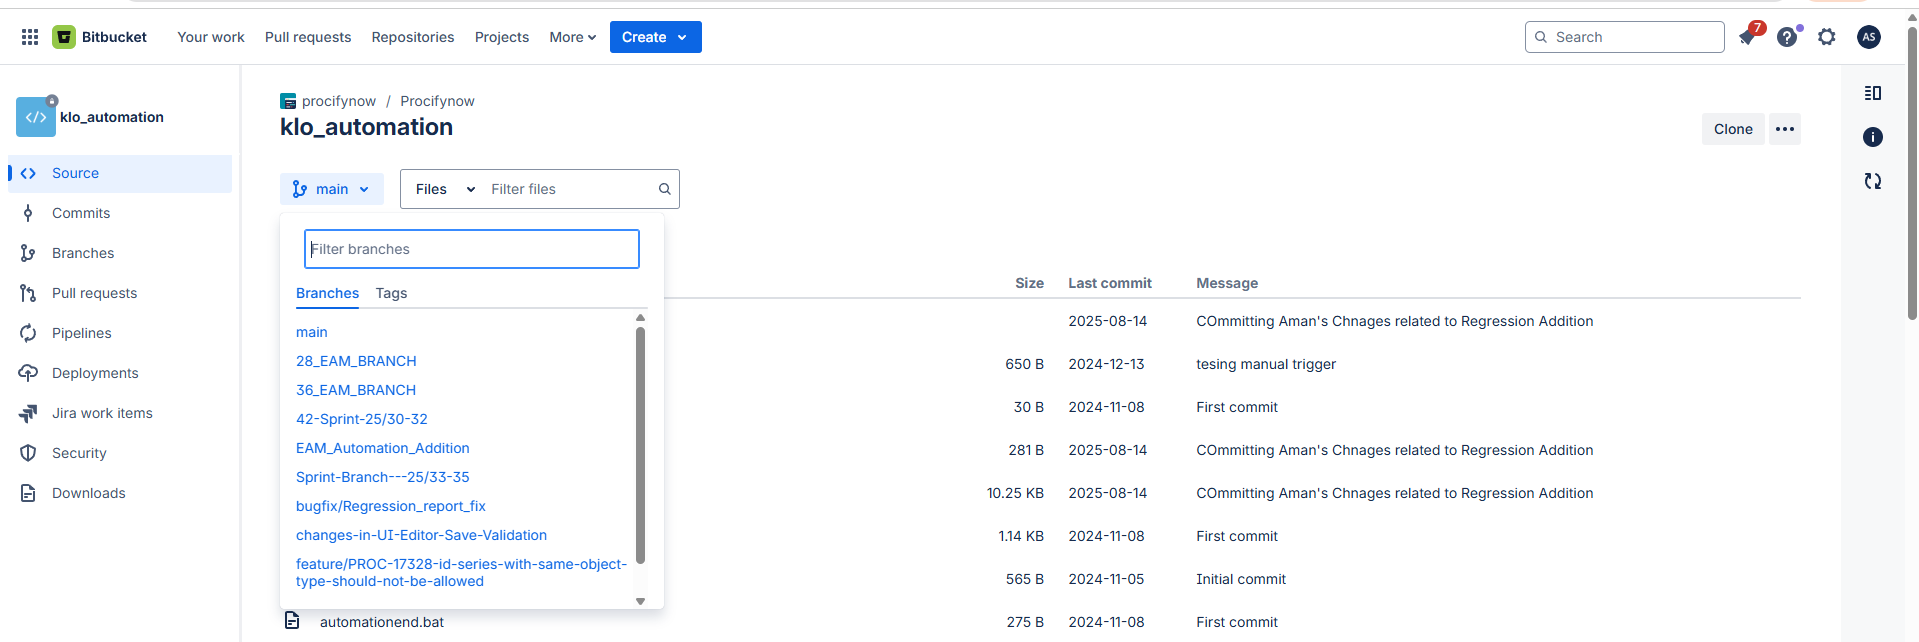 Bitbucket Your work Pull requests Repositories Projects More Create Search 7 ? AS
klo_automation
Source
Commits
Branches
Pull requests
Pipelines
Deployments
Jira work items
Security
Downloads
procifynow / Procifynow
klo_automation
Clone
main Files Filter files
Filter branches
Branches Tags
main
28_EAM_BRANCH
36_EAM_BRANCH
42-Sprint-25/30-32
EAM_Automation_Addition
Sprint-Branch---25/33-35
bugfix/Regression_report_fix
changes-in-UI-Editor-Save-Validation
feature/PROC-17328-id-series-with-same-object-
type-should-not-be-allowed
Size Last commit Message
2025-08-14 COmmitting Aman's Chnages related to Regression Addition
650 B 2024-12-13 tesing manual trigger
30 B 2024-11-08 First commit
281 B 2025-08-14 COmmitting Aman's Chnages related to Regression Addition
10.25 KB 2025-08-14 COmmitting Aman's Chnages related to Regression Addition
1.14 KB 2024-11-08 First commit
565 B 2024-11-05 Initial commit
automationend.bat 275 B 2024-11-08 First commit